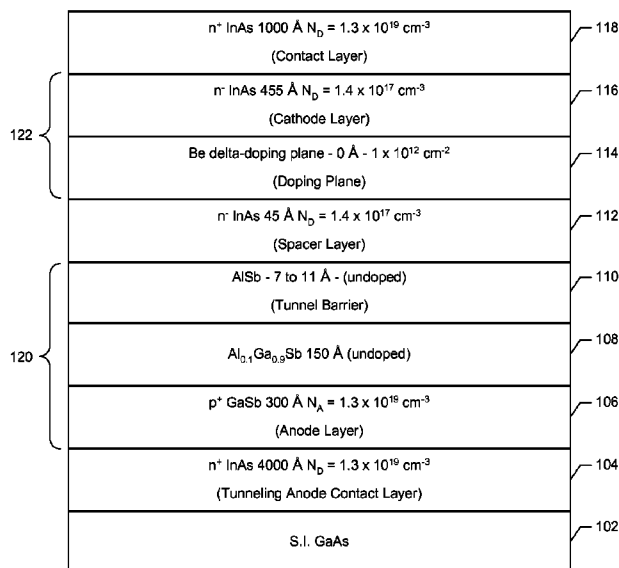 n⁺ InAs 1000 Å N_D = 1.3 x 10¹⁹ cm⁻³
(Contact Layer)
118
n⁻ InAs 455 Å N_D = 1.4 x 10¹⁷ cm⁻³
(Cathode Layer)
116
122
Be delta-doping plane - 0 Å - 1 x 10¹² cm⁻²
(Doping Plane)
114
n⁻ InAs 45 Å N_D = 1.4 x 10¹⁷ cm⁻³
(Spacer Layer)
112
AlSb - 7 to 11 Å - (undoped)
(Tunnel Barrier)
110
120
Al₀.₁Ga₀.₉Sb 150 Å (undoped)
108
p⁺ GaSb 300 Å N_A = 1.3 x 10¹⁹ cm⁻³
(Anode Layer)
106
n⁺ InAs 4000 Å N_D = 1.3 x 10¹⁹ cm⁻³
(Tunneling Anode Contact Layer)
104
S.I. GaAs
102